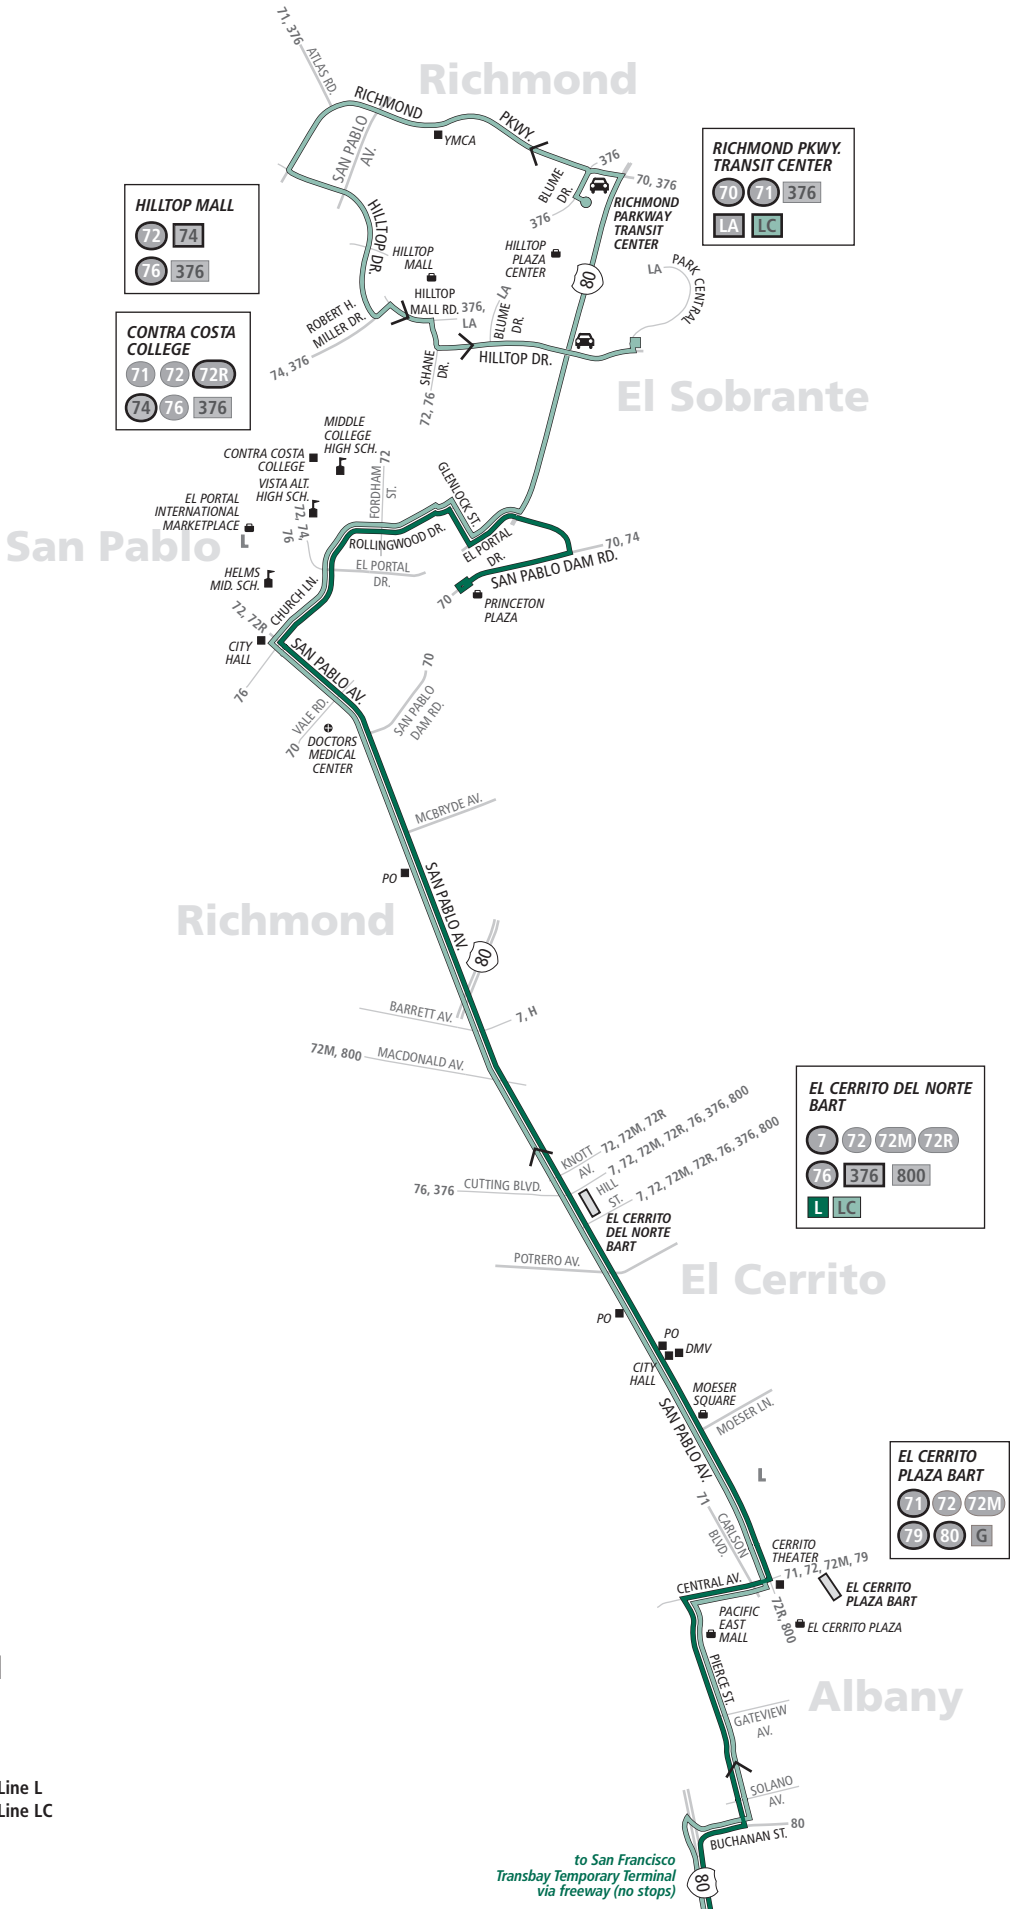 71, 376
ATLAS RD.
Richmond
RICHMOND
PKWY.
SAN PABLO
AV.
YMCA
376
BLUME
DR.
70, 376
376
RICHMOND
PARKWAY
TRANSIT
CENTER
RICHMOND PKWY.
TRANSIT CENTER
70 71 376
LA LC
HILLTOP MALL
72 74
76 376
HILLTOP DR.
HILLTOP
MALL
HILLTOP
PLAZA
CENTER
80
LA
PARK CENTRAL
CONTRA COSTA
COLLEGE
71 72 72R
74 76 376
ROBERT H.
MILLER DR.
HILLTOP
MALL RD.
376,
LA
LA
BLUME
DR.
HILLTOP DR.
74, 376
SHANE
DR.
72, 76
El Sobrante
MIDDLE
COLLEGE
HIGH SCH.
CONTRA COSTA
COLLEGE
VISTA ALT.
HIGH SCH.
72
FORDHAM
ST.
GLENLOCK ST.
EL PORTAL
INTERNATIONAL
MARKETPLACE
72, 74
76
San Pablo
L
ROLLINGWOOD DR.
EL PORTAL
DR.
70, 74
SAN PABLO DAM RD.
EL PORTAL
DR.
HELMS
MID. SCH.
CHURCH LN.
70
PRINCETON
PLAZA
72, 72R
CITY
HALL
SAN PABLO AV.
76
70
SAN PABLO
DAM RD.
VALE RD.
70
DOCTORS
MEDICAL
CENTER
MCBRYDE AV.
PO
SAN PABLO AV.
Richmond
80
BARRETT AV.
7, H
72M, 800
MACDONALD AV.
EL CERRITO DEL NORTE
BART
7 72 72M 72R
76 376 800
L LC
KNOTT
AV.
72, 72M, 72R
7, 72, 72M, 72R, 76, 376, 800
HILL
ST.
7, 72, 72M, 72R, 76, 376, 800
76, 376
CUTTING BLVD.
EL CERRITO
DEL NORTE
BART
POTRERO AV.
El Cerrito
PO
PO
DMV
CITY
HALL
MOESER
SQUARE
MOESER LN.
SAN PABLO AV.
L
EL CERRITO
PLAZA BART
71 72 72M
79 80 G
71
CARLSON
BLVD.
CERRITO
THEATER
71, 72, 72M, 79
CENTRAL AV.
EL CERRITO
PLAZA BART
72R, 800
PACIFIC
EAST
MALL
EL CERRITO PLAZA
PIERCE ST.
Albany
GATEVIEW
AV.
SOLANO
AV.
Line L
Line LC
80
BUCHANAN ST.
to San Francisco
Transbay Temporary Terminal
via freeway (no stops)
80